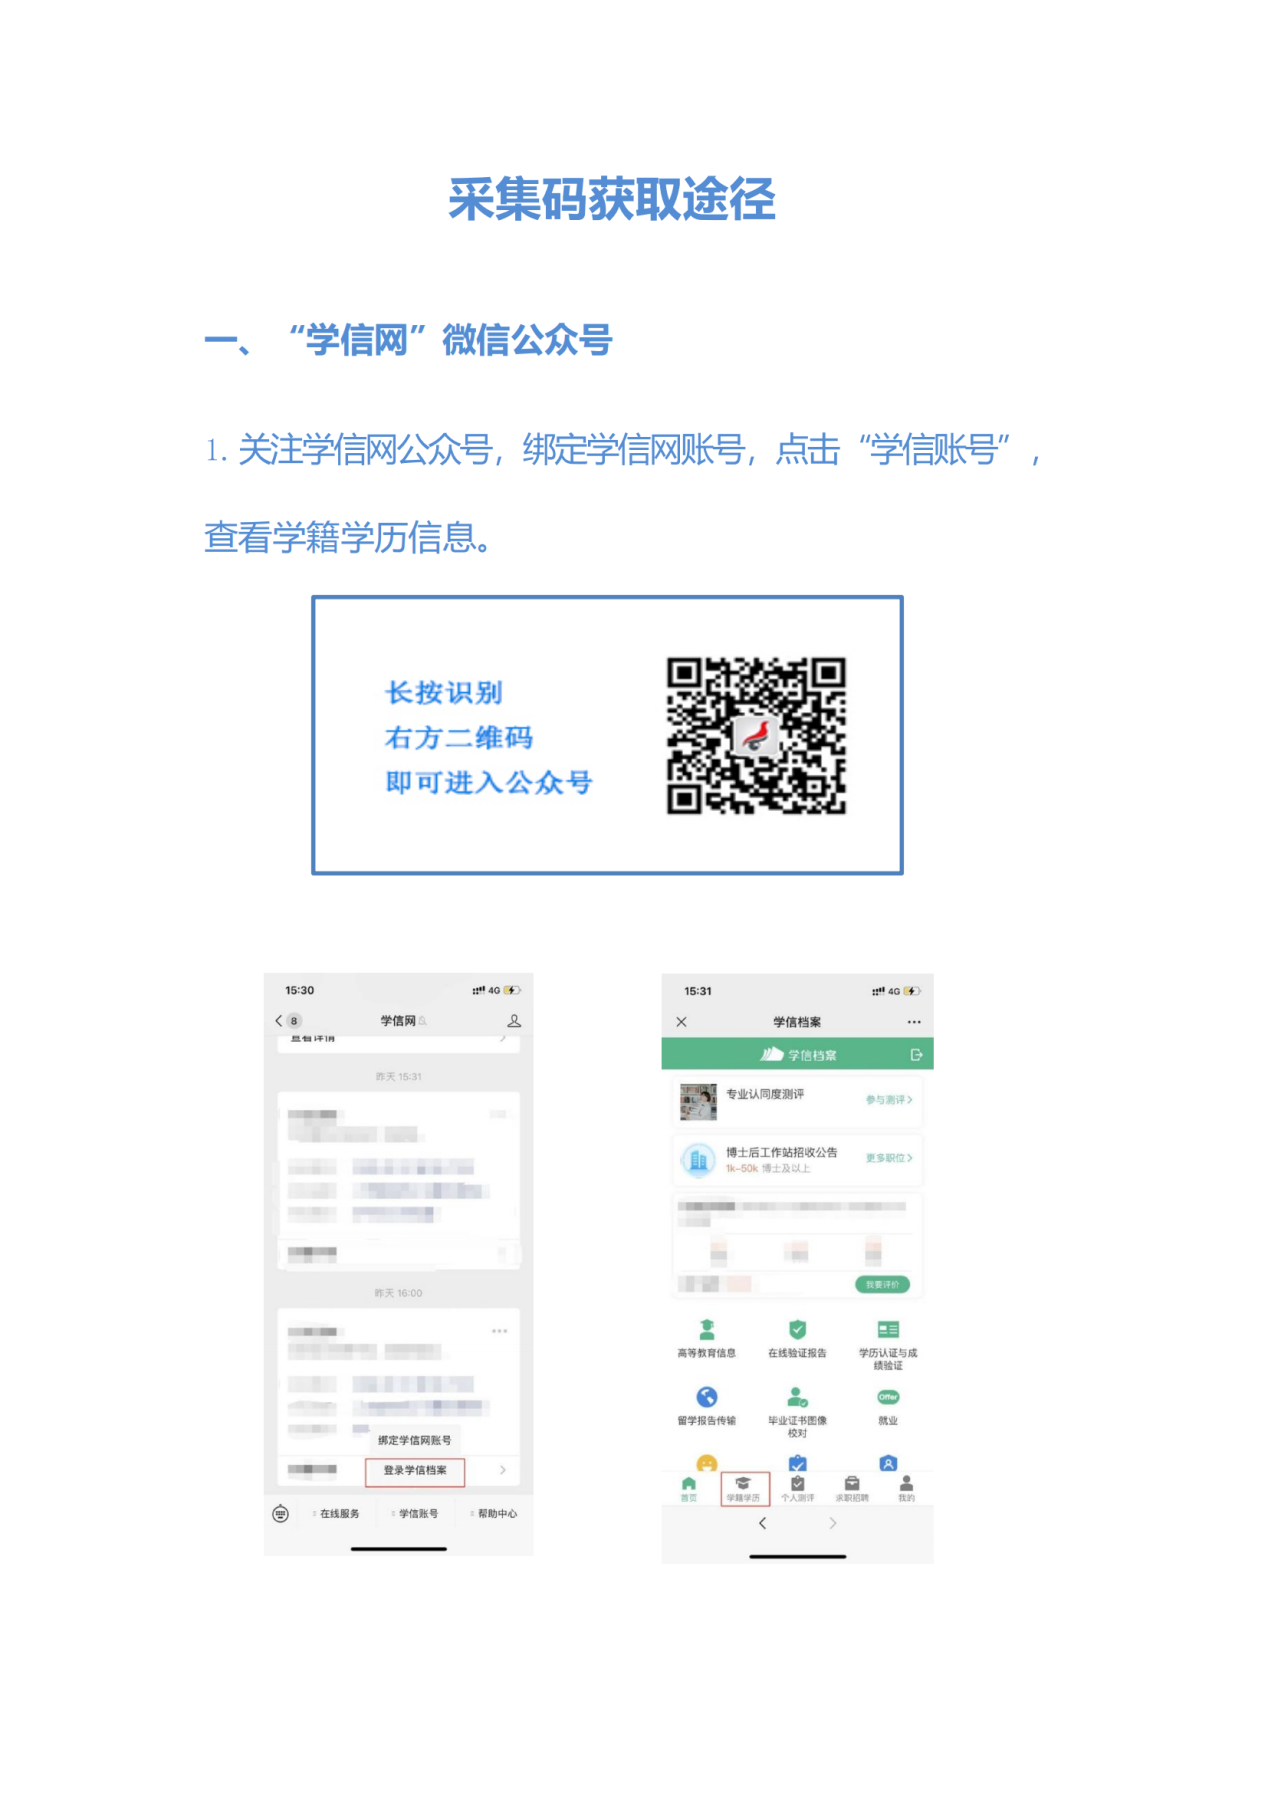 采集码获取途径
一、“学信网”微信公众号
1. 关注学信网公众号，绑定学信网账号，点击“学信账号”，
查看学籍学历信息。
长按识别
右方二维码
即可进入公众号
15:30
4G
8
学信网
查看详情
昨天 15:31
昨天 16:00
绑定学信网账号
登录学信档案
在线服务
学信账号
帮助中心
15:31
4G
学信档案
学信档案
专业认同度测评
参与测评
博士后工作站招收公告
1k-50k 博士及以上
更多职位
我要评价
高等教育信息
在线验证报告
学历认证与成
绩验证
留学报告传输
毕业证书图像
校对
Offer
就业
首页
学籍学历
个人测评
求职招聘
我的